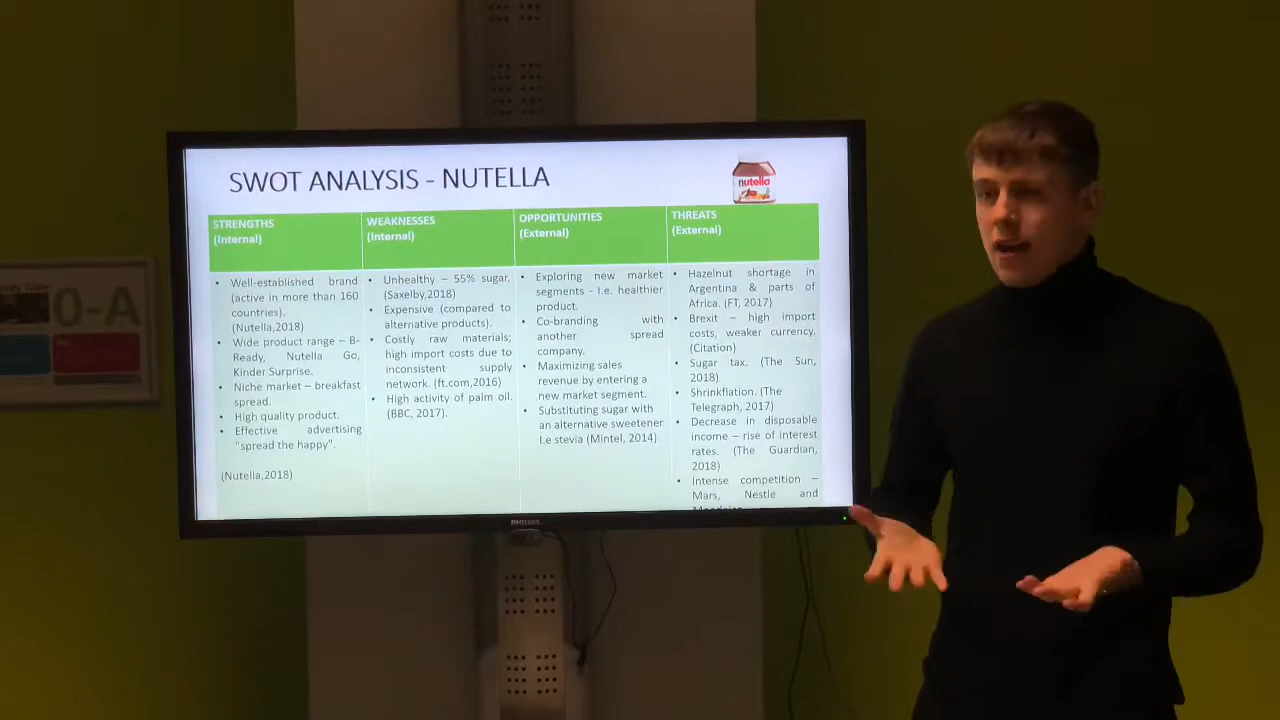 SWOT ANALYSIS - NUTELLA
nutella
STRENGTHS
(Internal)
• Well-established brand
(active in more than 160
countries).
(Nutella,2018)
• Wide product range – B-
Ready, Nutella Go,
Kinder Surprise.
• Niche market – breakfast
spread.
• High quality product.
• Effective advertising
"spread the happy".
(Nutella,2018)
WEAKNESSES
(Internal)
• Unhealthy – 55% sugar.
(Saxelby,2018)
• Expensive (compared to
alternative products).
• Costly raw materials;
high import costs due to
inconsistent supply
network. (ft.com,2016)
• High activity of palm oil.
(BBC, 2017).
OPPORTUNITIES
(External)
• Exploring new market
segments - I.e. healthier
product.
• Co-branding with
another spread
company.
• Maximizing sales
revenue by entering a
new market segment.
• Substituting sugar with
an alternative sweetener
I.e stevia (Mintel, 2014)
THREATS
(External)
• Hazelnut shortage in
Argentina & parts of
Africa. (FT, 2017)
• Brexit – high import
costs, weaker currency.
(Citation)
• Sugar tax. (The Sun,
2018)
• Shrinkflation. (The
Telegraph, 2017)
• Decrease in disposable
income – rise of interest
rates. (The Guardian,
2018)
• Intense competition –
Mars, Nestle and
PHILIPS
0-A